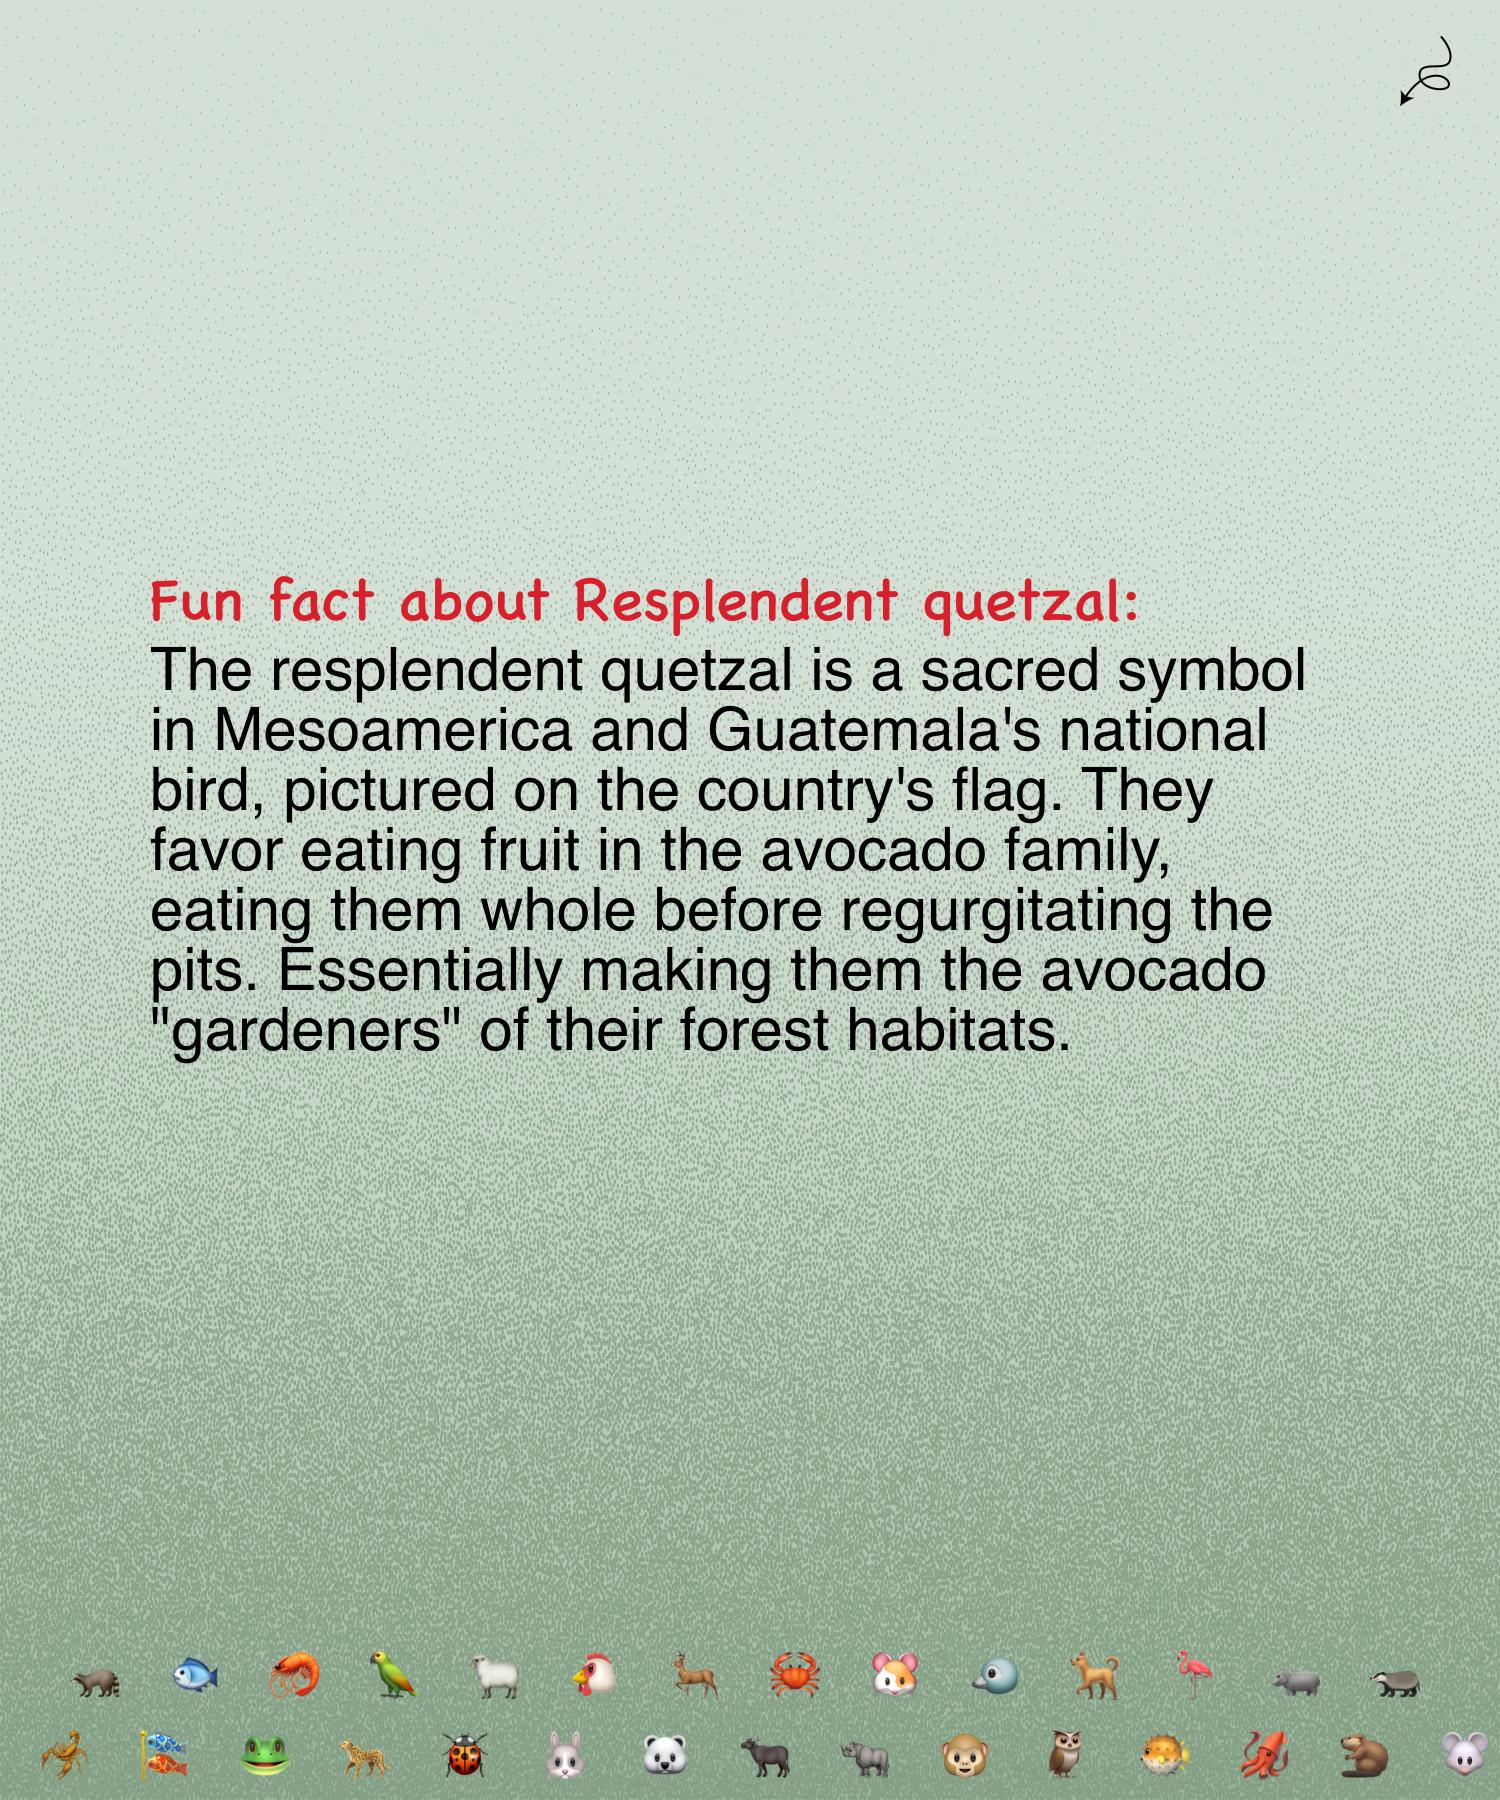 Fun fact about Resplendent quetzal:
The resplendent quetzal is a sacred symbol
in Mesoamerica and Guatemala's national
bird, pictured on the country's flag. They
favor eating fruit in the avocado family,
eating them whole before regurgitating the
pits. Essentially making them the avocado
"gardeners" of their forest habitats.